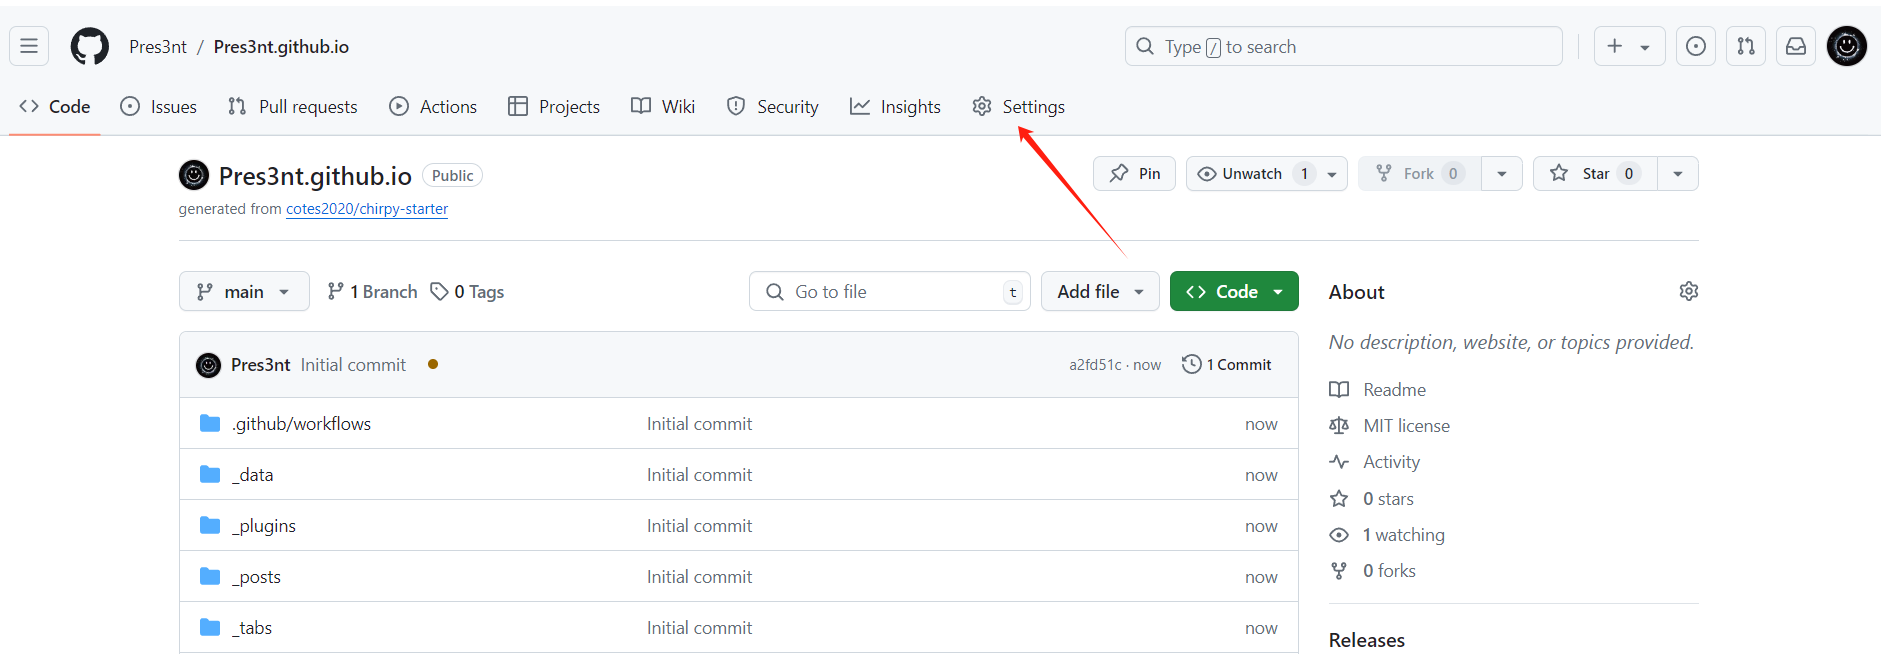 Pres3nt / Pres3nt.github.io
Type / to search
Code Issues Pull requests Actions Projects Wiki Security Insights Settings
Pres3nt.github.io Public
Pin Unwatch 1 Fork 0 Star 0
generated from cotes2020/chirpy-starter
main 1 Branch 0 Tags Go to file t Add file Code
Pres3nt Initial commit a2fd51c · now 1 Commit
.github/workflows Initial commit now
_data Initial commit now
_plugins Initial commit now
_posts Initial commit now
_tabs Initial commit now
About
No description, website, or topics provided.
Readme
MIT license
Activity
0 stars
1 watching
0 forks
Releases